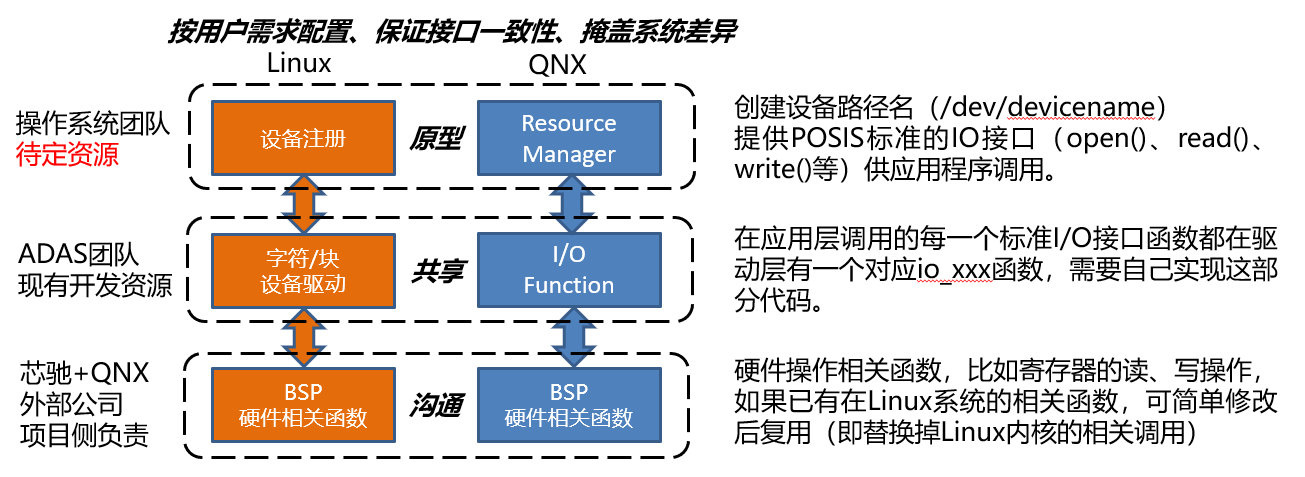 按用户需求配置、保证接口一致性、掩盖系统差异
Linux
QNX
操作系统团队
待定资源
设备注册
原型
Resource
Manager
创建设备路径名（/dev/devicename）
提供POSIS标准的IO接口（open()、read()、
write()等）供应用程序调用。
ADAS团队
现有开发资源
字符/块
设备驱动
共享
I/O
Function
在应用层调用的每一个标准I/O接口函数都在驱
动层有一个对应io_xxx函数，需要自己实现这部
分代码。
芯驰+QNX
外部公司
项目侧负责
BSP
硬件相关函数
沟通
BSP
硬件相关函数
硬件操作相关函数，比如寄存器的读、写操作，
如果已有在Linux系统的相关函数，可简单修改
后复用（即替换掉Linux内核的相关调用）